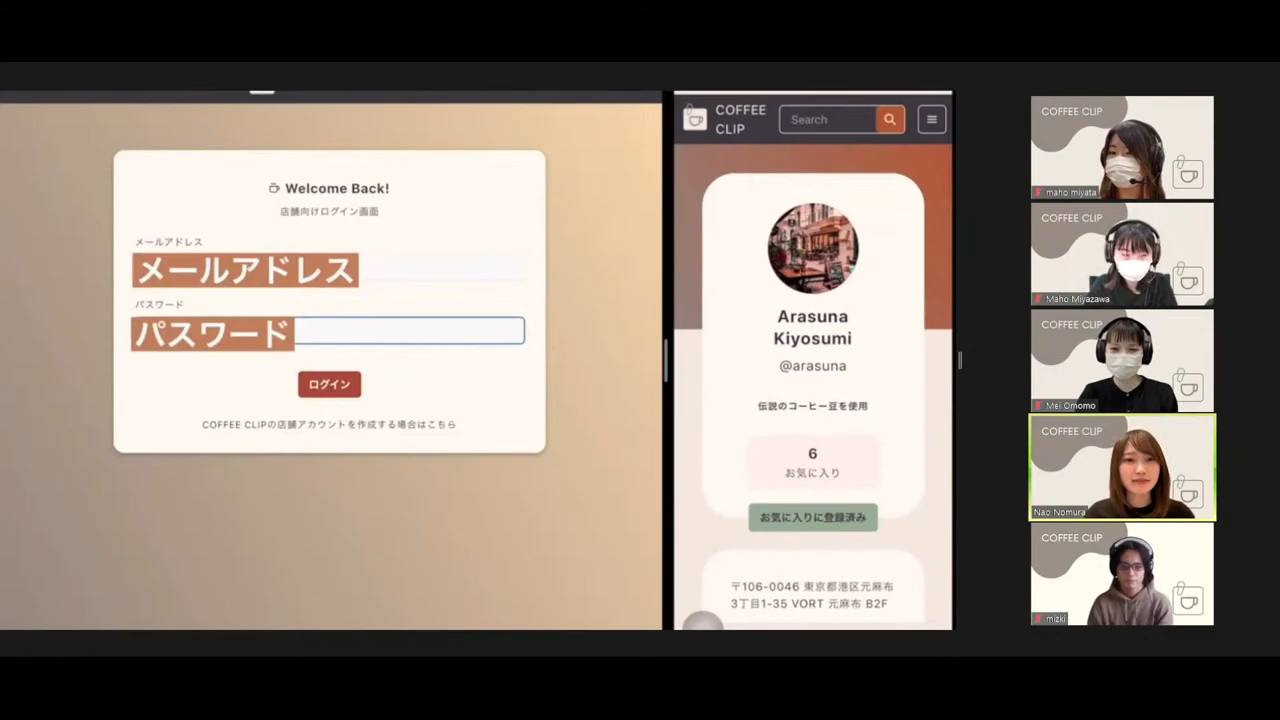 Welcome Back!
店舗向けログイン画面
メールアドレス
メールアドレス
パスワード
パスワード
ログイン
COFFEE CLIPの店舗アカウントを作成する場合はこちら
COFFEE
CLIP
Search
Arasuna
Kiyosumi
@arasuna
伝説のコーヒー豆を使用
6
お気に入り
お気に入りに登録済み
〒106-0046 東京都港区元麻布
3丁目1-35 VORT 元麻布 B2F
COFFEE CLIP
maho miyata
COFFEE CLIP
Maho Miyazawa
COFFEE CLIP
Mei Omomo
COFFEE CLIP
Nao Nomura
COFFEE CLIP
mizki